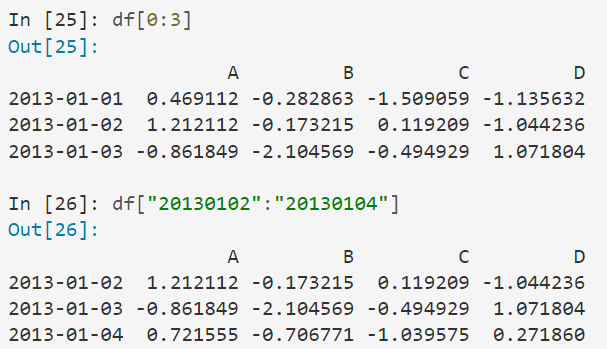 In [25]: df[0:3]
Out[25]:
                   A         B         C         D
2013-01-01  0.469112 -0.282863 -1.509059 -1.135632
2013-01-02  1.212112 -0.173215  0.119209 -1.044236
2013-01-03 -0.861849 -2.104569 -0.494929  1.071804
In [26]: df["20130102":"20130104"]
Out[26]:
                   A         B         C         D
2013-01-02  1.212112 -0.173215  0.119209 -1.044236
2013-01-03 -0.861849 -2.104569 -0.494929  1.071804
2013-01-04  0.721555 -0.706771 -1.039575  0.271860